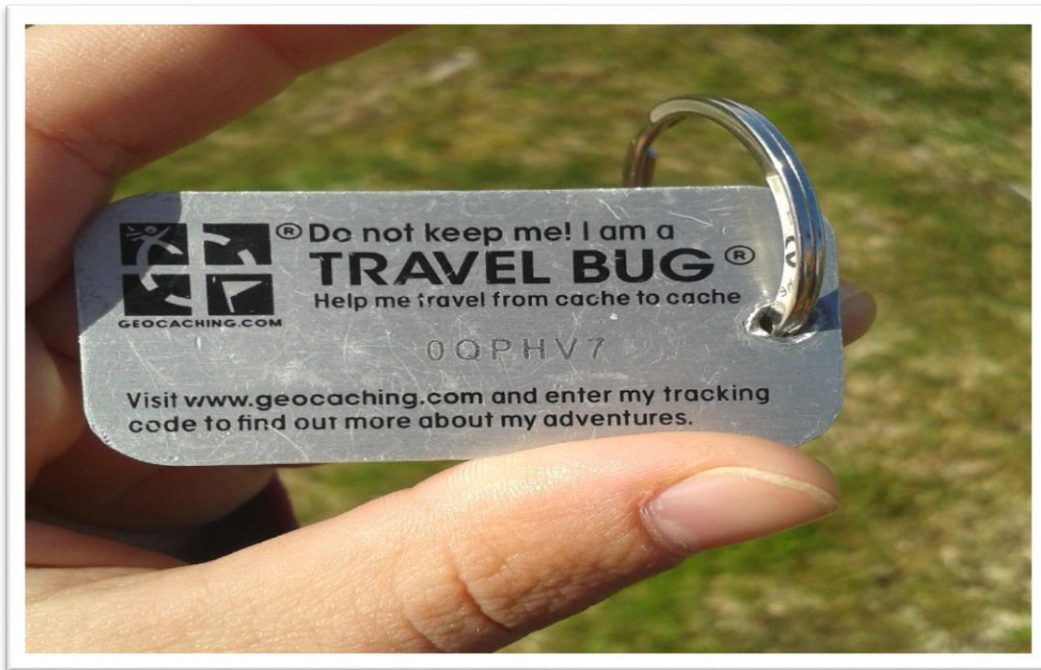 ® Do not keep me! I am a
TRAVEL BUG ®
Help me travel from cache to cache
GEOCACHING.COM
0QPHV7
Visit www.geocaching.com and enter my tracking
code to find out more about my adventures.